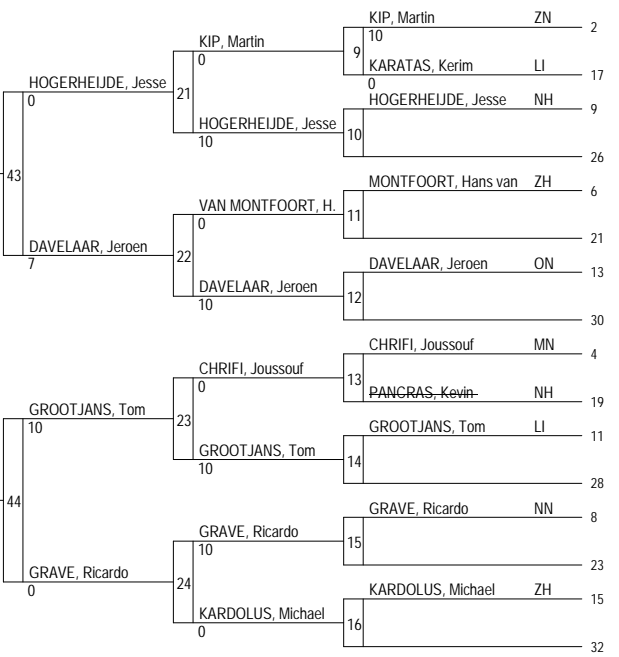 KIP, Martin ZN 2
10
9
KARATAS, Kerim LI 17
0
HOGERHEIJDE, Jesse NH 9
10
26
MONTFOORT, Hans van ZH 6
11
21
DAVELAAR, Jeroen ON 13
12
30
CHRIFI, Joussouf MN 4
13
PANCRAS, Kevin NH 19
GROOTJANS, Tom LI 11
14
28
GRAVE, Ricardo NN 8
15
23
KARDOLUS, Michael ZH 15
16
32
KIP, Martin
0
21
HOGERHEIJDE, Jesse
10
VAN MONTFOORT, H.
0
22
DAVELAAR, Jeroen
10
CHRIFI, Joussouf
0
23
GROOTJANS, Tom
10
GRAVE, Ricardo
10
24
KARDOLUS, Michael
0
HOGERHEIJDE, Jesse
0
43
DAVELAAR, Jeroen
7
GROOTJANS, Tom
10
44
GRAVE, Ricardo
0